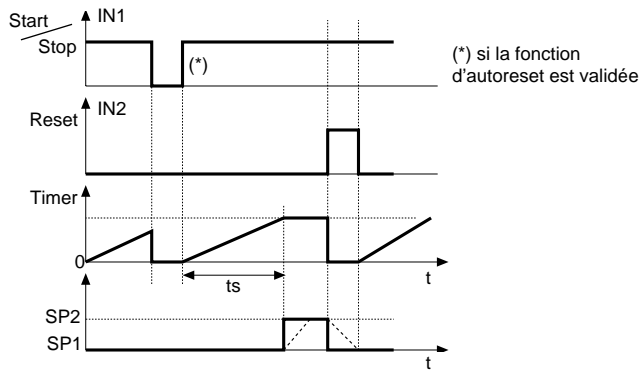 Start
IN1
Stop
(*)
(*) si la fonction
d'autoreset est validée
IN2
Reset
Timer
0
ts
t
SP2
SP1
t